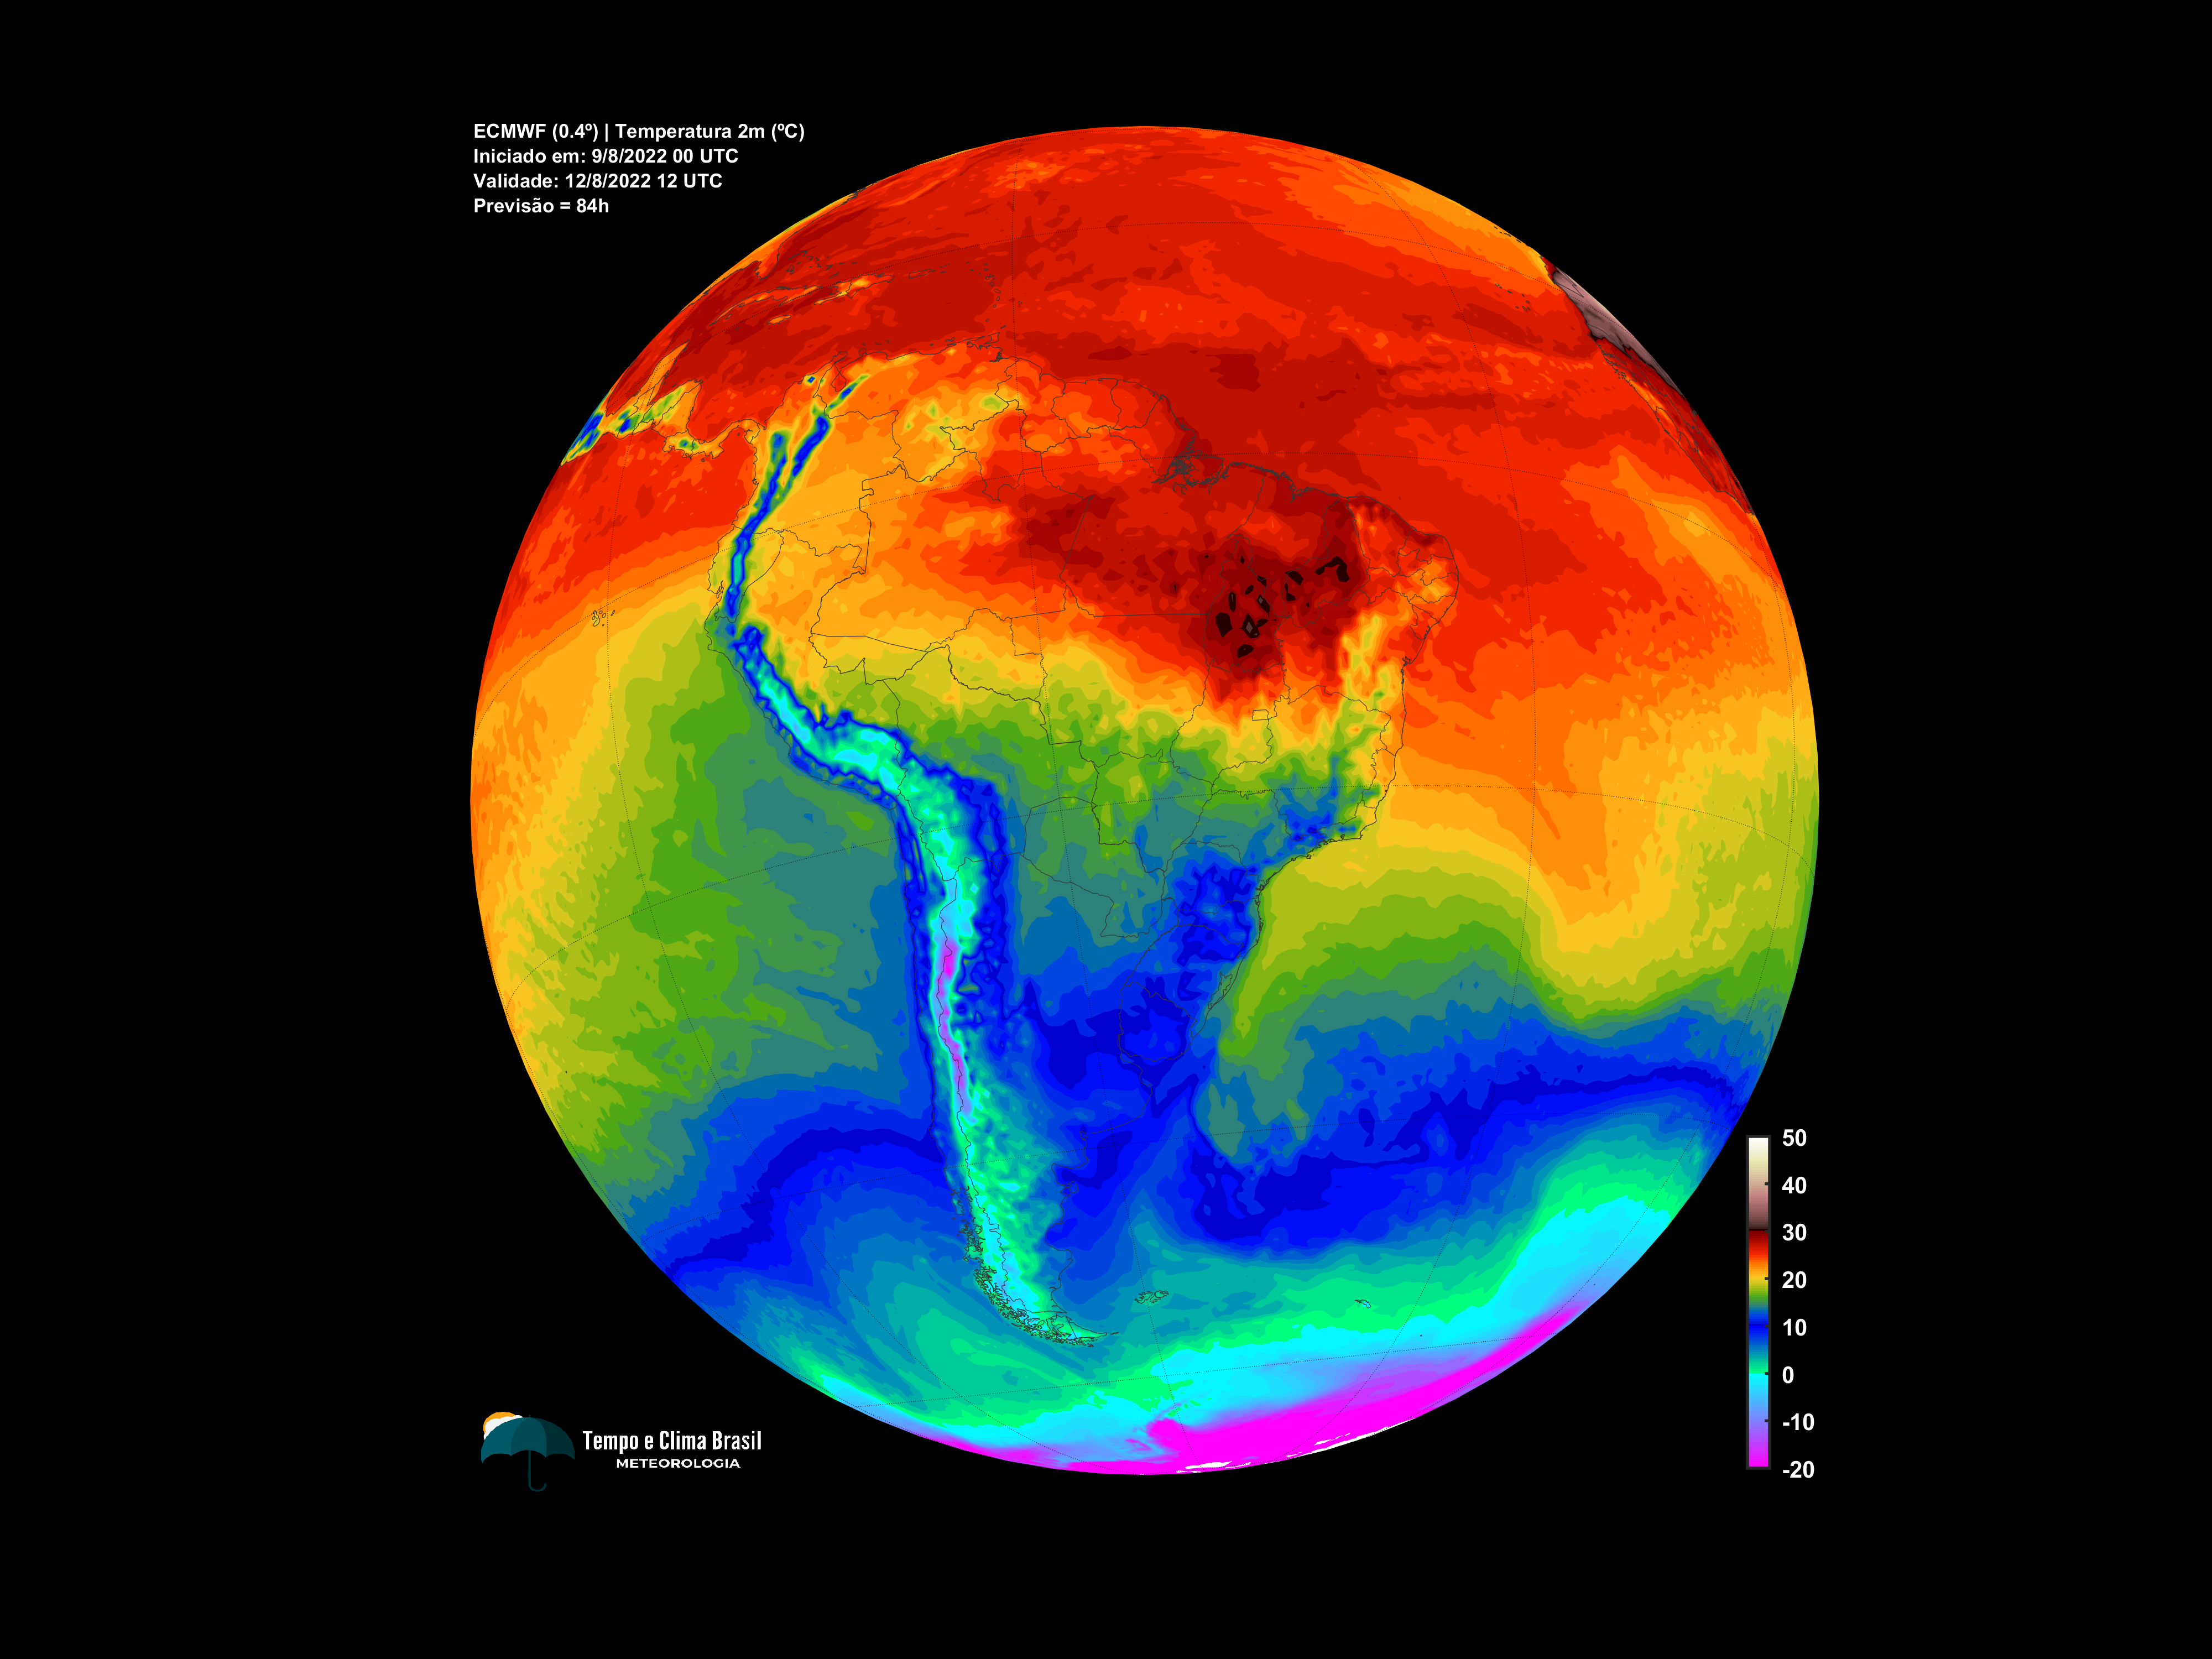 ECMWF (0.4º) | Temperatura 2m (ºC)
Iniciado em: 9/8/2022 00 UTC
Validade: 12/8/2022 12 UTC
Previsão = 84h
50
40
30
20
10
0
-10
-20
Tempo e Clima Brasil
METEOROLOGIA